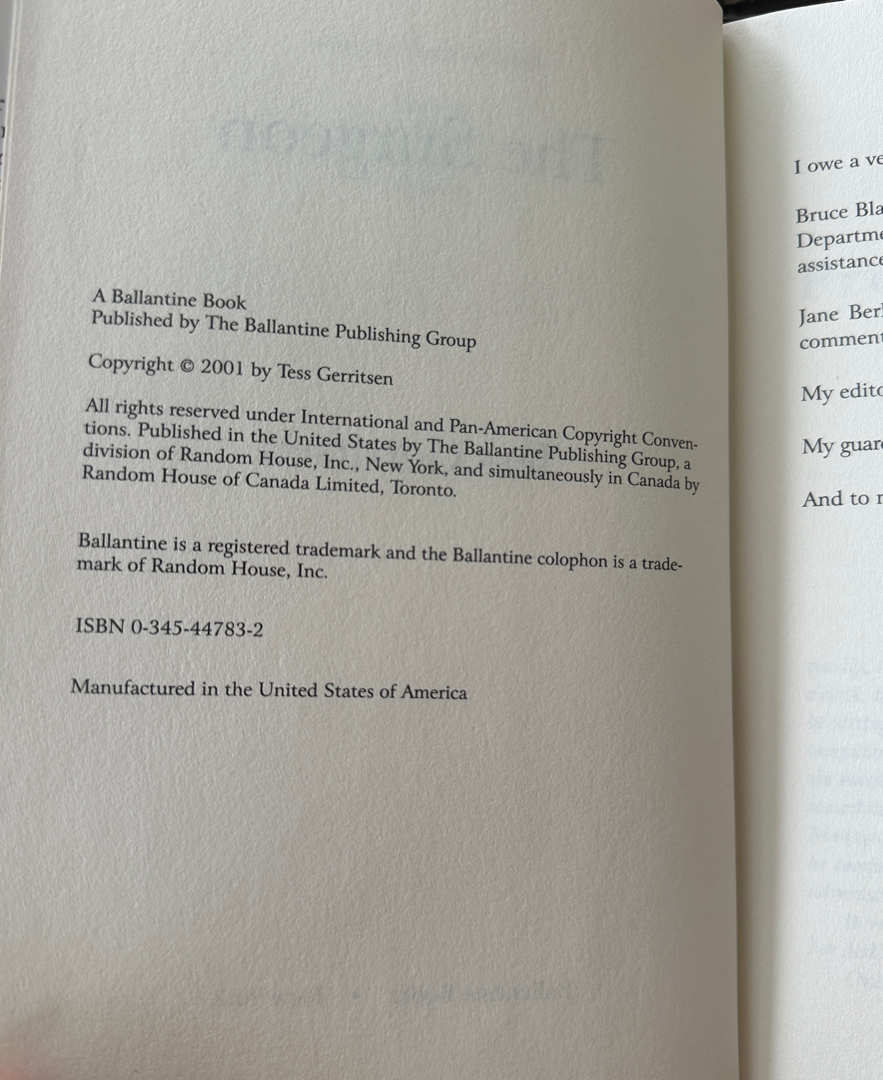 The Surgeon
A Ballantine Book
Published by The Ballantine Publishing Group
Copyright © 2001 by Tess Gerritsen
All rights reserved under International and Pan-American Copyright Conven-
tions. Published in the United States by The Ballantine Publishing Group, a
division of Random House, Inc., New York, and simultaneously in Canada by
Random House of Canada Limited, Toronto.
Ballantine is a registered trademark and the Ballantine colophon is a trade-
mark of Random House, Inc.
ISBN 0-345-44783-2
Manufactured in the United States of America
I owe a
Bruce
assistance
Jane
My
My
And to